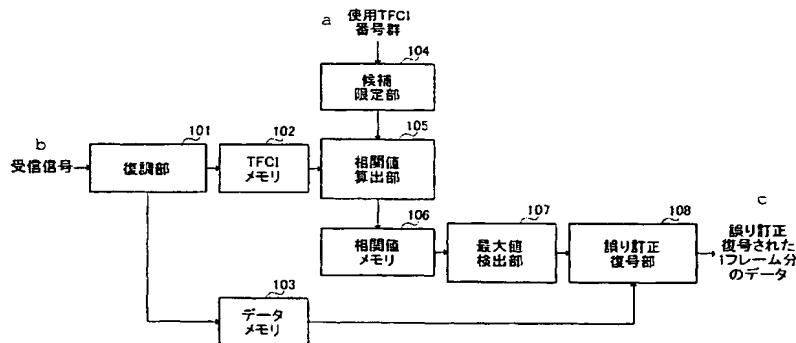 a 使用TFCI
番号群
104
候補
限定部
b
受信信号
101
復調部
102
TFCI
メモリ
105
相関値
算出部
106
相関値
メモリ
107
最大値
検出部
108
誤り訂正
復号部
c
誤り訂正
復号された
1フレーム分
のデータ
103
データ
メモリ